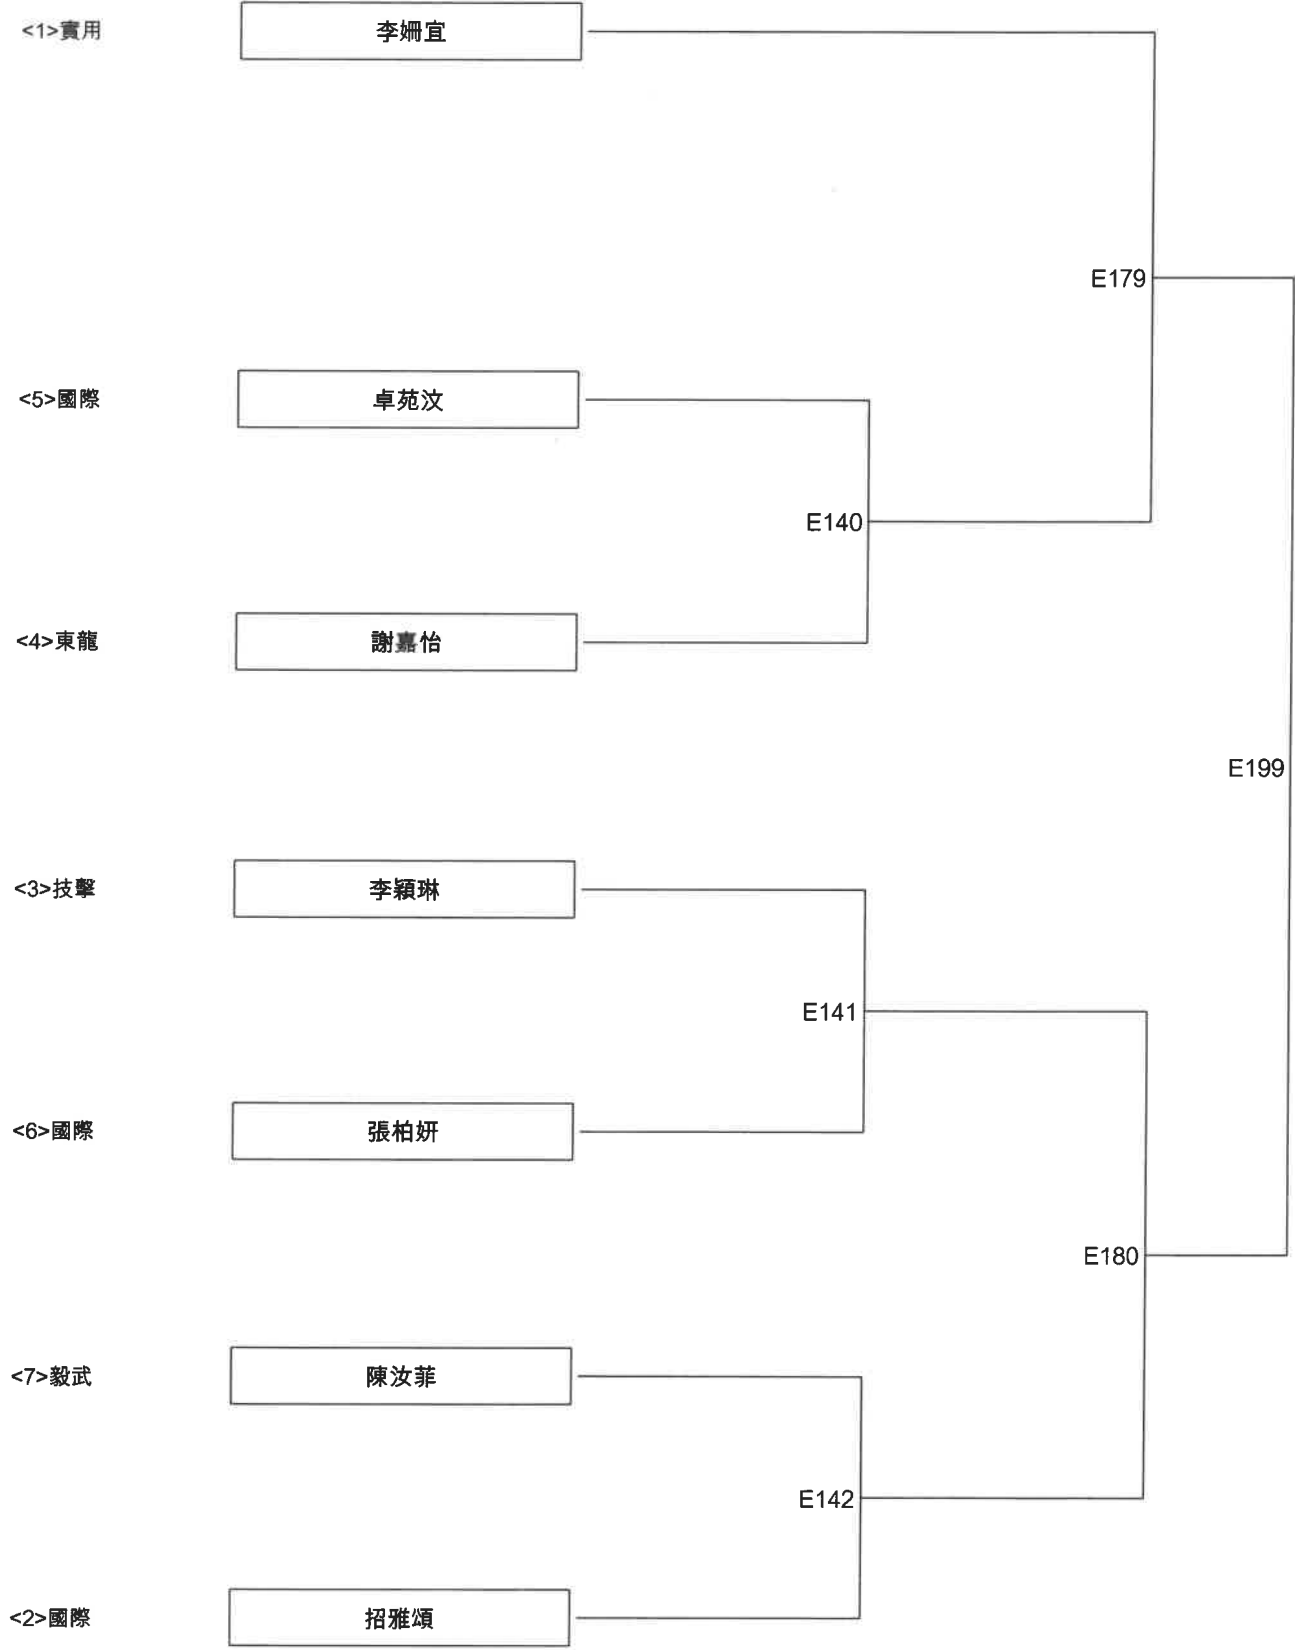 <1>實用 李姍宜
E179
<5>國際 卓苑汶
E140
<4>東龍 謝嘉怡
E199
<3>技擊 李穎琳
E141
<6>國際 張柏妍
E180
<7>毅武 陳汝菲
E142
<2>國際 招雅頌